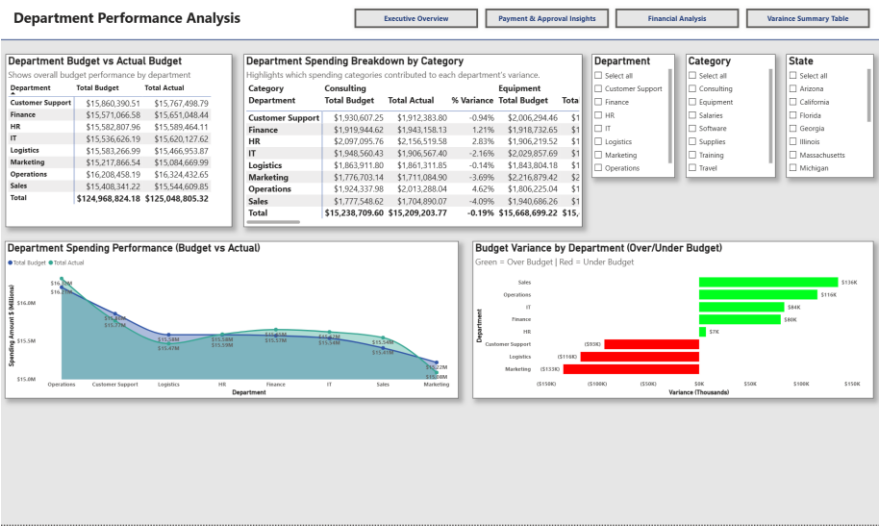 Department Performance Analysis
Executive Overview
Payment & Approval Insights
Financial Analysis
Varaince Summary Table
Department Budget vs Actual Budget
Shows overall budget performance by department
Department Total Budget Total Actual
Customer Support $15,860,390.51 $15,767,498.79
Finance $15,571,066.58 $15,651,048.44
HR $15,582,807.96 $15,589,464.11
IT $15,536,626.19 $15,620,127.62
Logistics $15,583,266.99 $15,466,953.87
Marketing $15,217,866.54 $15,084,669.99
Operations $16,208,458.19 $16,324,432.65
Sales $15,408,341.22 $15,544,609.85
Total $124,968,824.18 $125,048,805.32
Department Spending Breakdown by Category
Highlights which spending categories contributed to each department's variance.
Category Consulting Equipment
Department Total Budget Total Actual % Variance Total Budget Tota
Customer Support $1,930,607.25 $1,912,383.80 -0.94% $2,006,294.46 $1
Finance $1,919,944.62 $1,943,158.13 1.21% $1,918,732.65 $1
HR $2,097,095.76 $2,156,519.58 2.83% $1,906,219.52 $1
IT $1,948,560.43 $1,906,567.40 -2.16% $2,029,857.69 $1
Logistics $1,863,911.80 $1,861,311.85 -0.14% $1,843,804.18 $1
Marketing $1,776,703.14 $1,711,084.90 -3.69% $2,216,879.42 $2
Operations $1,924,337.98 $2,013,288.04 4.62% $1,806,225.04 $1
Sales $1,777,548.62 $1,704,890.07 -4.09% $1,940,686.26 $1
Total $15,238,709.60 $15,209,203.77 -0.19% $15,668,699.22 $15,
Department
Select all
Customer Support
Finance
HR
IT
Logistics
Marketing
Operations
Category
Select all
Consulting
Equipment
Salaries
Software
Supplies
Training
Travel
State
Select all
Arizona
California
Florida
Georgia
Illinois
Massachusetts
Michigan
Department Spending Performance (Budget vs Actual)
Total Budget Total Actual
Spending Amount $ (Millions)
$16.0M
$15.5M
$15.0M
Operations Customer Support Logistics HR Finance IT Sales Marketing
Department
Budget Variance by Department (Over/Under Budget)
Green = Over Budget | Red = Under Budget
Department
Sales $136K
Operations $116K
IT $84K
Finance $80K
HR $7K
Customer Support ($93K)
Logistics ($116K)
Marketing ($133K)
($150K) ($100K) ($50K) $0K $50K $100K $150K
Variance (Thousands)